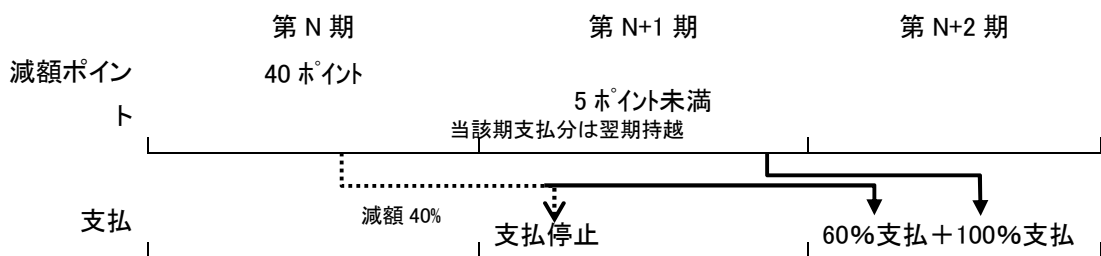 第 N 期 第 N+1 期 第 N+2 期
減額ポイン
ト
40 ﾎﾟｲﾝﾄ
5 ﾎﾟｲﾝﾄ未満
当該期支払分は翌期持越
減額 40%
支払
支払停止
60％支払＋100％支払